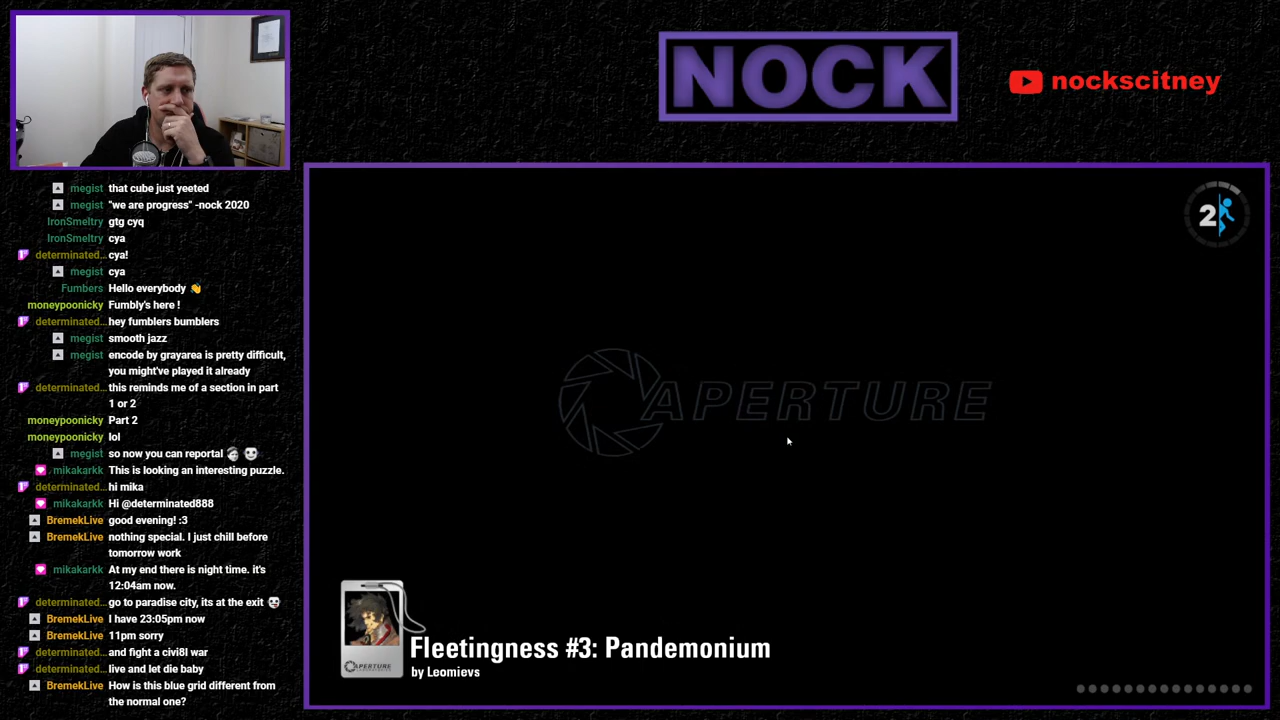 NOCK
nockscitney
megist that cube just yeeted
megist "we are progress" -nock 2020
IronSmeltry gtg cyq
IronSmeltry cya
determinated... cya!
megist cya
Fumbers Hello everybody 👋
moneypoonicky Fumbly's here !
determinated... hey fumblers bumblers
megist smooth jazz
megist encode by grayarea is pretty difficult,
you might've played it already
determinated... this reminds me of a section in part
1 or 2
moneypoonicky Part 2
moneypoonicky lol
megist so now you can reportal
mikakarkk This is looking an interesting puzzle.
determinated... hi mika
mikakarkk Hi @determinated888
BremekLive good evening! :3
BremekLive nothing special. I just chill before
tomorrow work
mikakarkk At my end there is night time. it's
12:04am now.
determinated... go to paradise city, its at the exit
BremekLive I have 23:05pm now
BremekLive 11pm sorry
determinated... and fight a civi8l war
determinated... live and let die baby
BremekLive How is this blue grid different from
the normal one?
2
APERTURE
APERTURE
Fleetingness #3: Pandemonium
by Leomievs